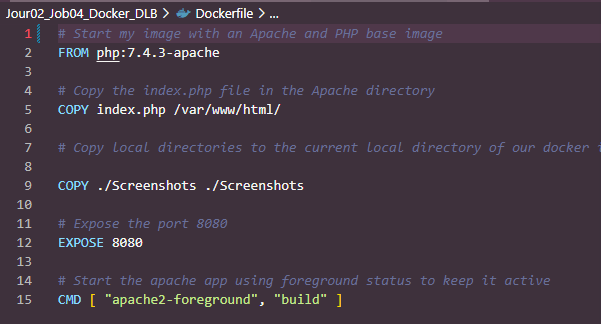 Jour02_Job04_Docker_DLB > Dockerfile > ...
1 # Start my image with an Apache and PHP base image
2 FROM php:7.4.3-apache
3
4 # Copy the index.php file in the Apache directory
5 COPY index.php /var/www/html/
6
7 # Copy local directories to the current local directory of our docker
8
9 COPY ./Screenshots ./Screenshots
10
11 # Expose the port 8080
12 EXPOSE 8080
13
14 # Start the apache app using foreground status to keep it active
15 CMD [ "apache2-foreground", "build" ]